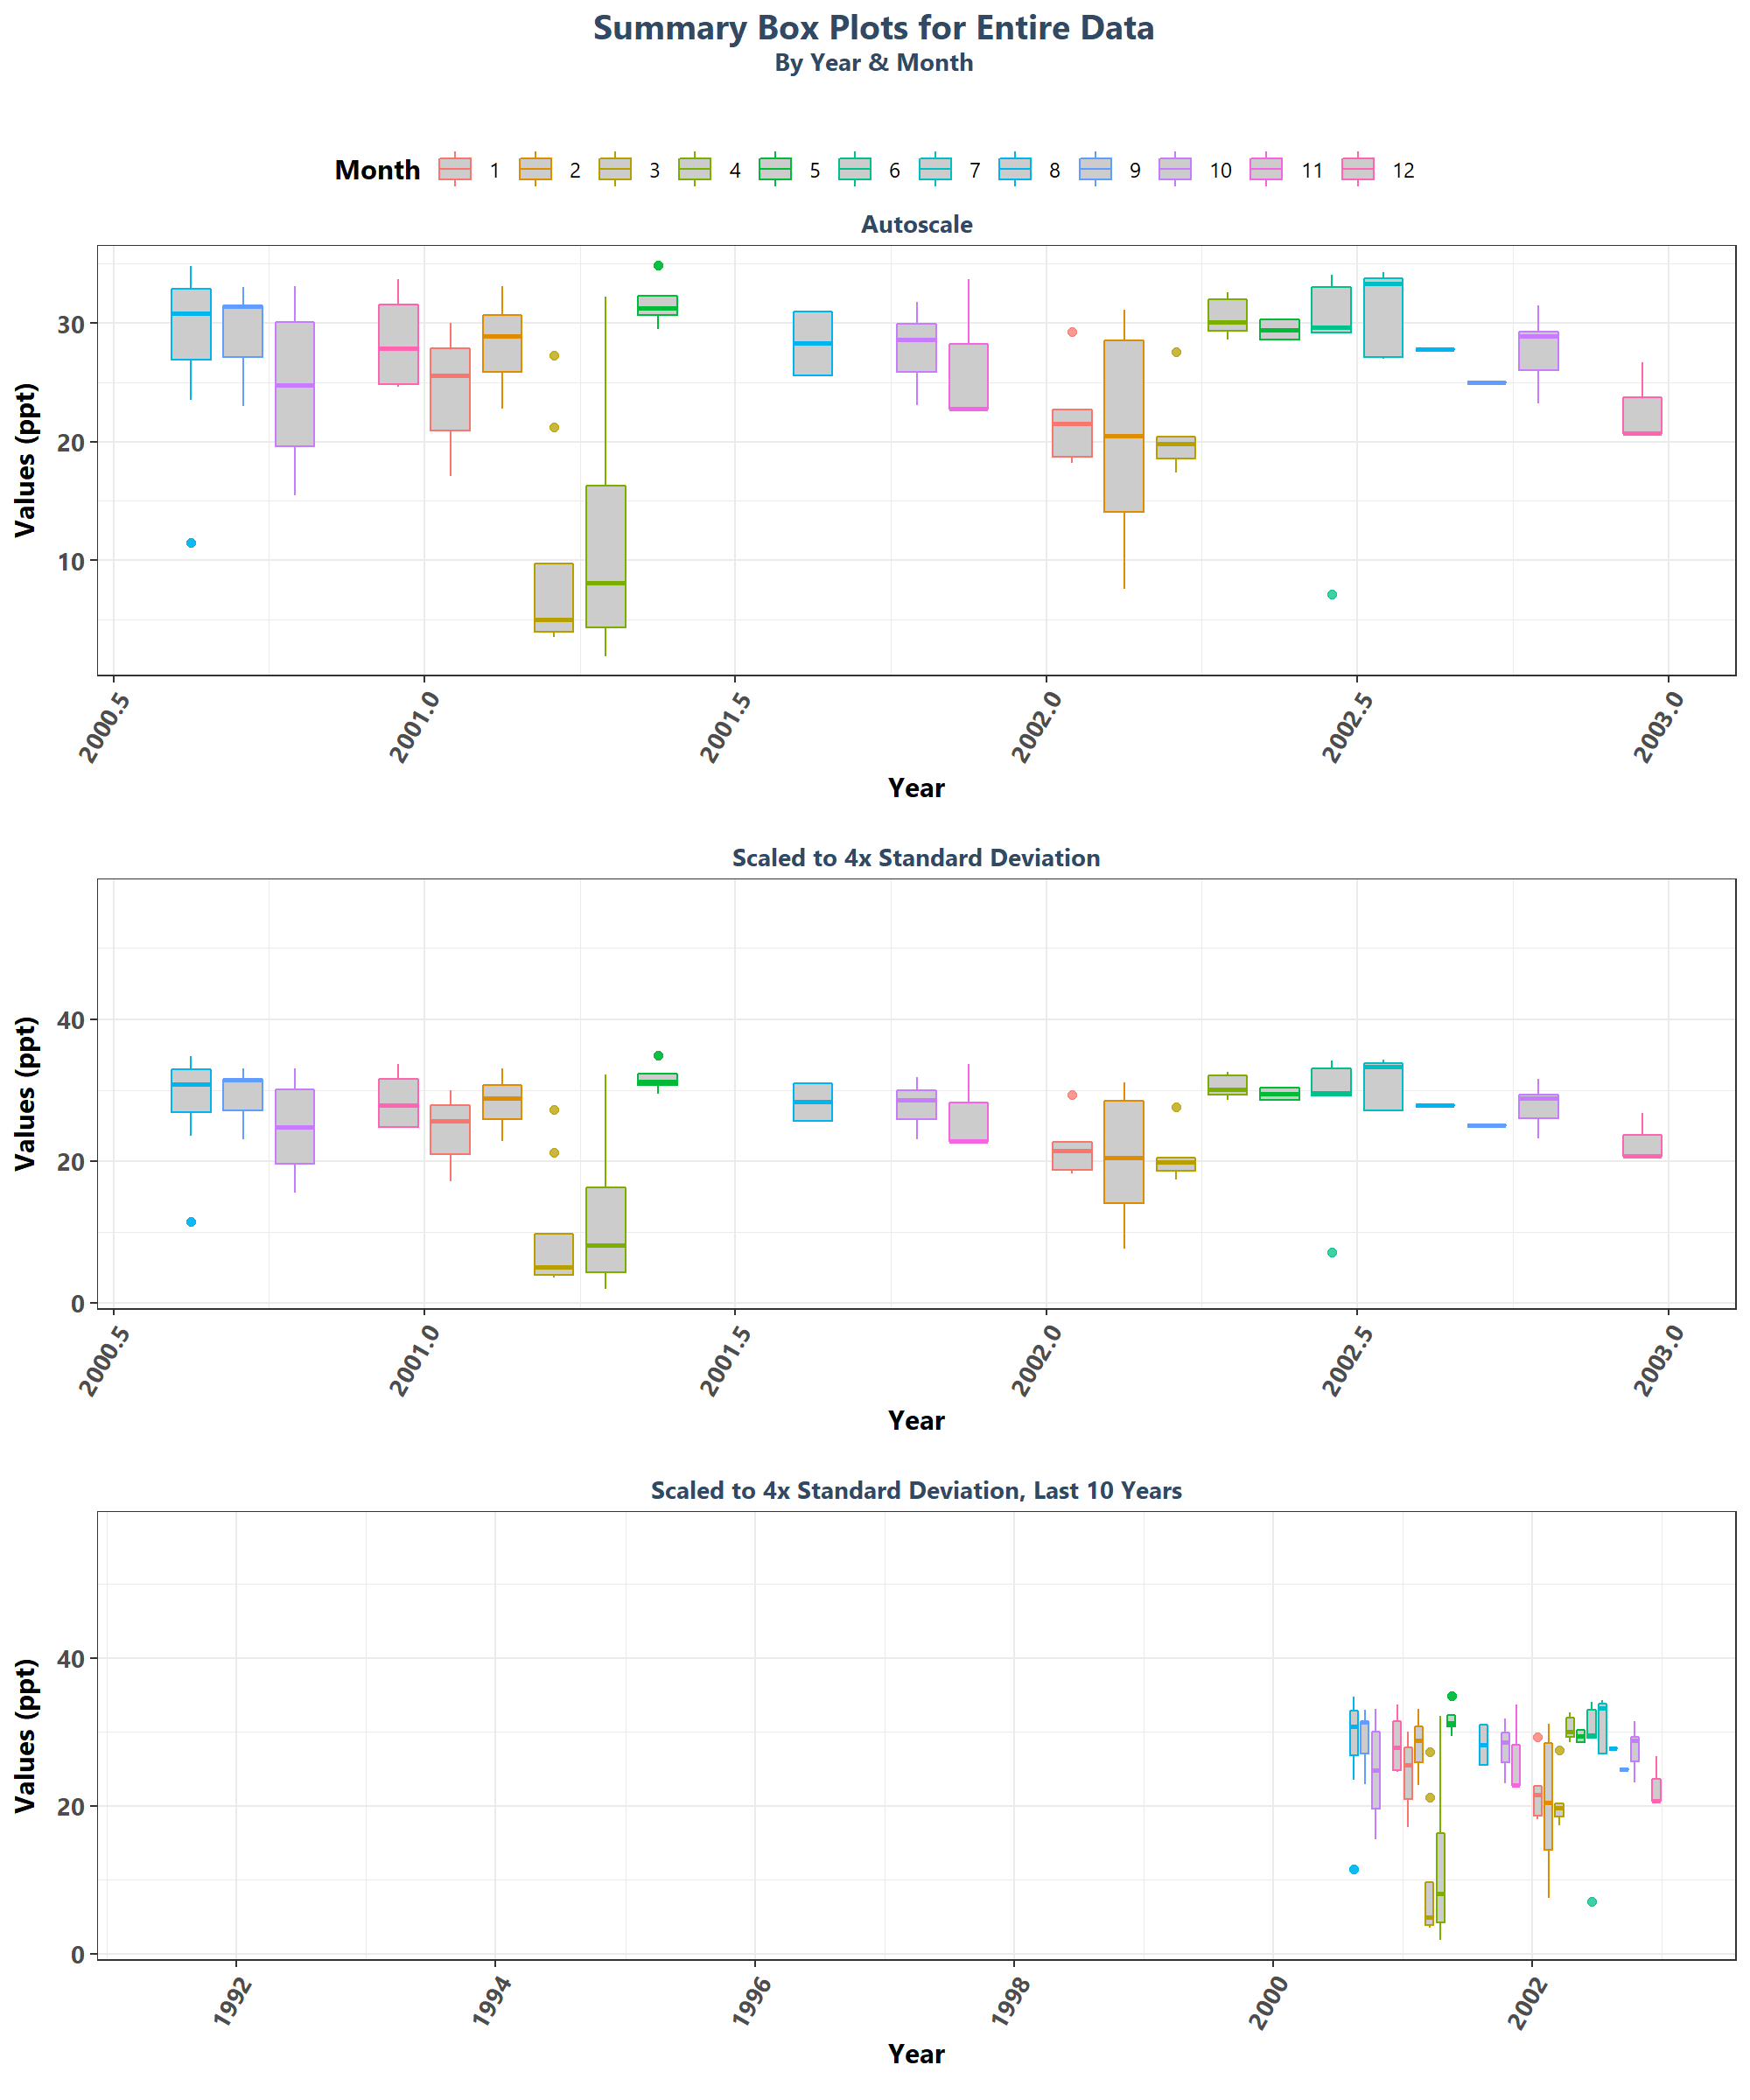 Summary Box Plots for Entire Data
By Year & Month
Month 1 2 3 4 5 6 7 8 9 10 11 12
Autoscale
Values (ppt)
30
20
10
2000.5 2001.0 2001.5 2002.0 2002.5 2003.0
Year
Scaled to 4x Standard Deviation
Values (ppt)
40
20
0
2000.5 2001.0 2001.5 2002.0 2002.5 2003.0
Year
Scaled to 4x Standard Deviation, Last 10 Years
Values (ppt)
40
20
0
1992 1994 1996 1998 2000 2002
Year